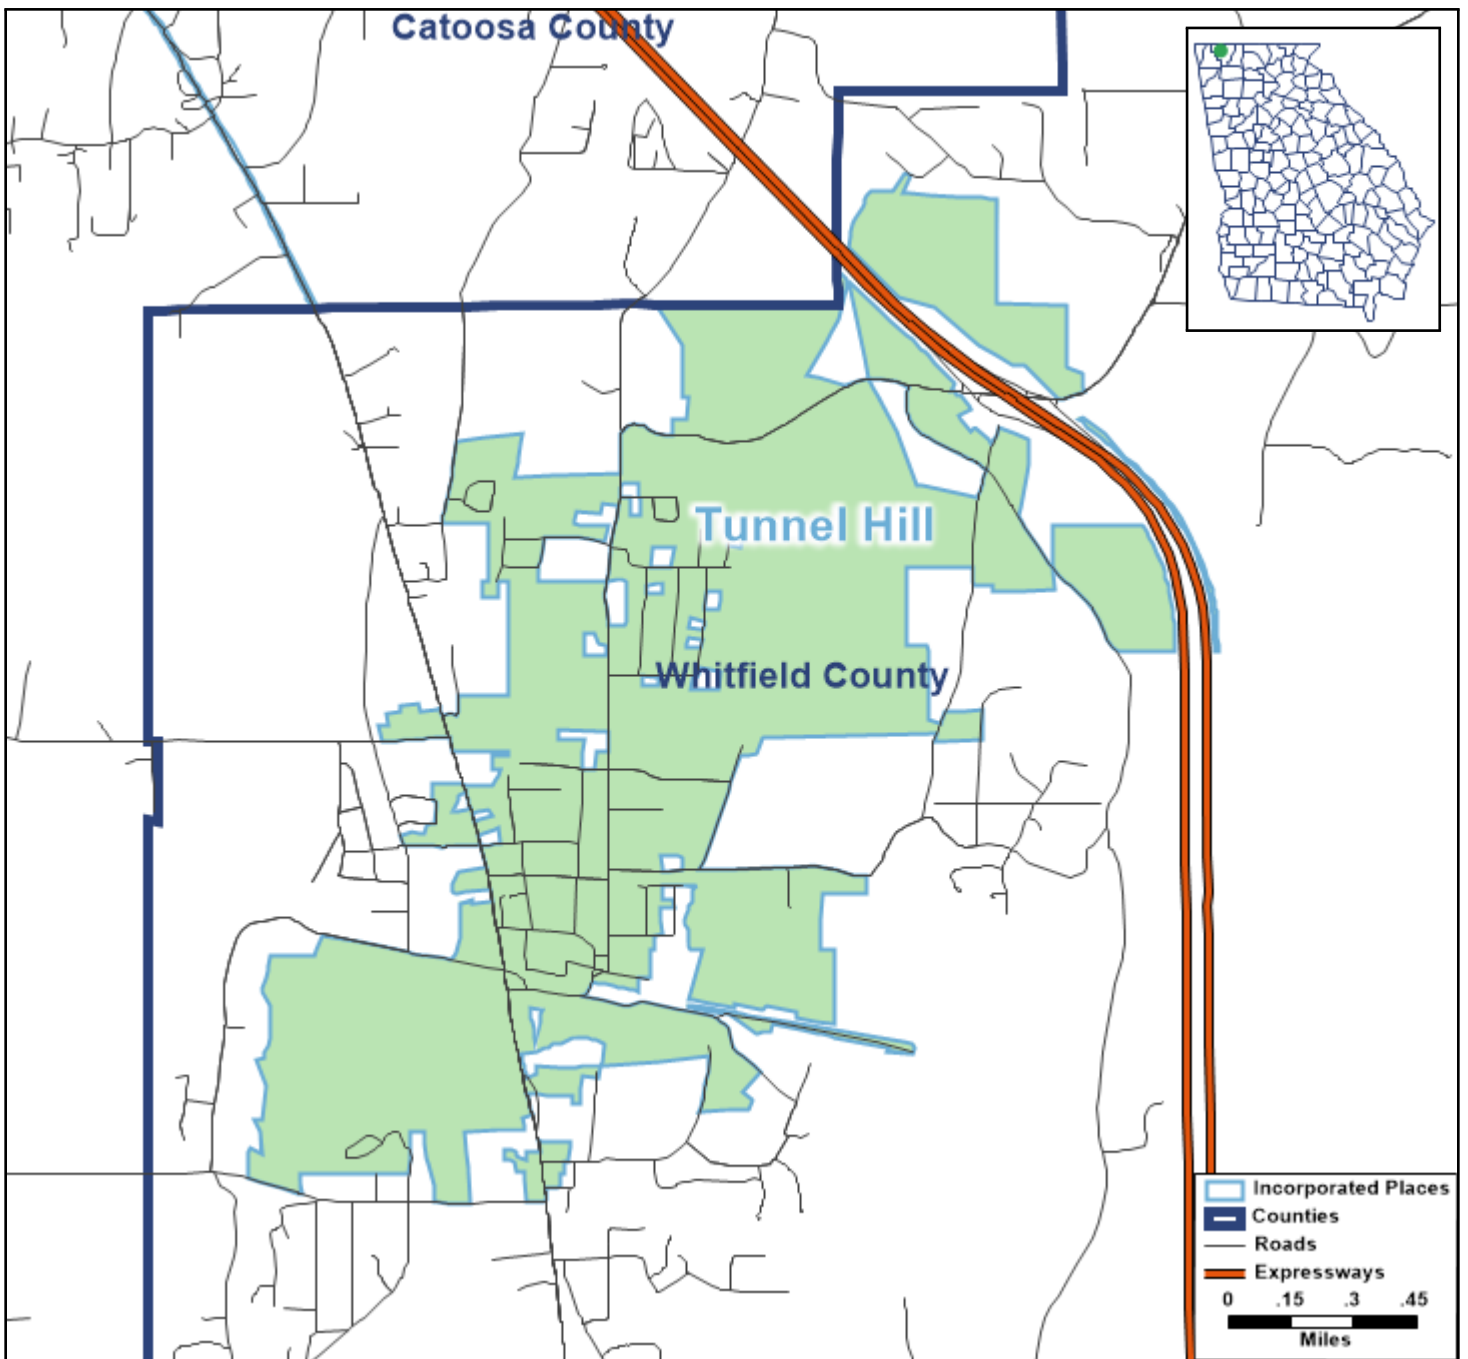 Catoosa County
Tunnel Hill
Whitfield County
Incorporated Places
Counties
Roads
Expressways
0 .15 .3 .45
Miles